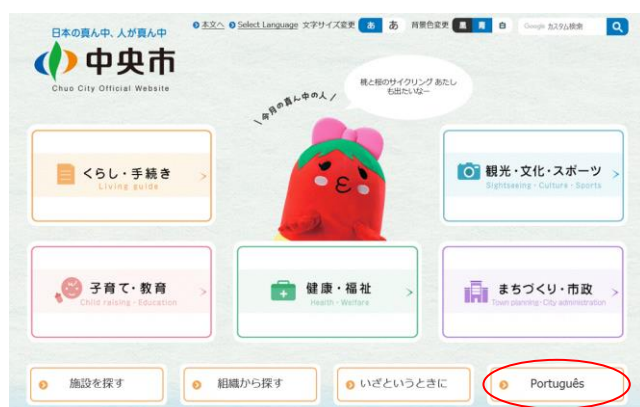 日本の真ん中、人が真ん中
中央市
Chuo City Official Website
本文へ Select Language 文字サイズ変更 あ あ 背景色変更 黒 青 白 Google カスタム検索
今月の真ん中の人
桃と桜のサイクリング あたし
も出たいなー
くらし・手続き
Living guide
観光・文化・スポーツ
Sightseeing・Culture・Sports
子育て・教育
Child raising・Education
健康・福祉
Health・Welfare
まちづくり・市政
Town planning・City administration
施設を探す
組織から探す
いざというときに
Português